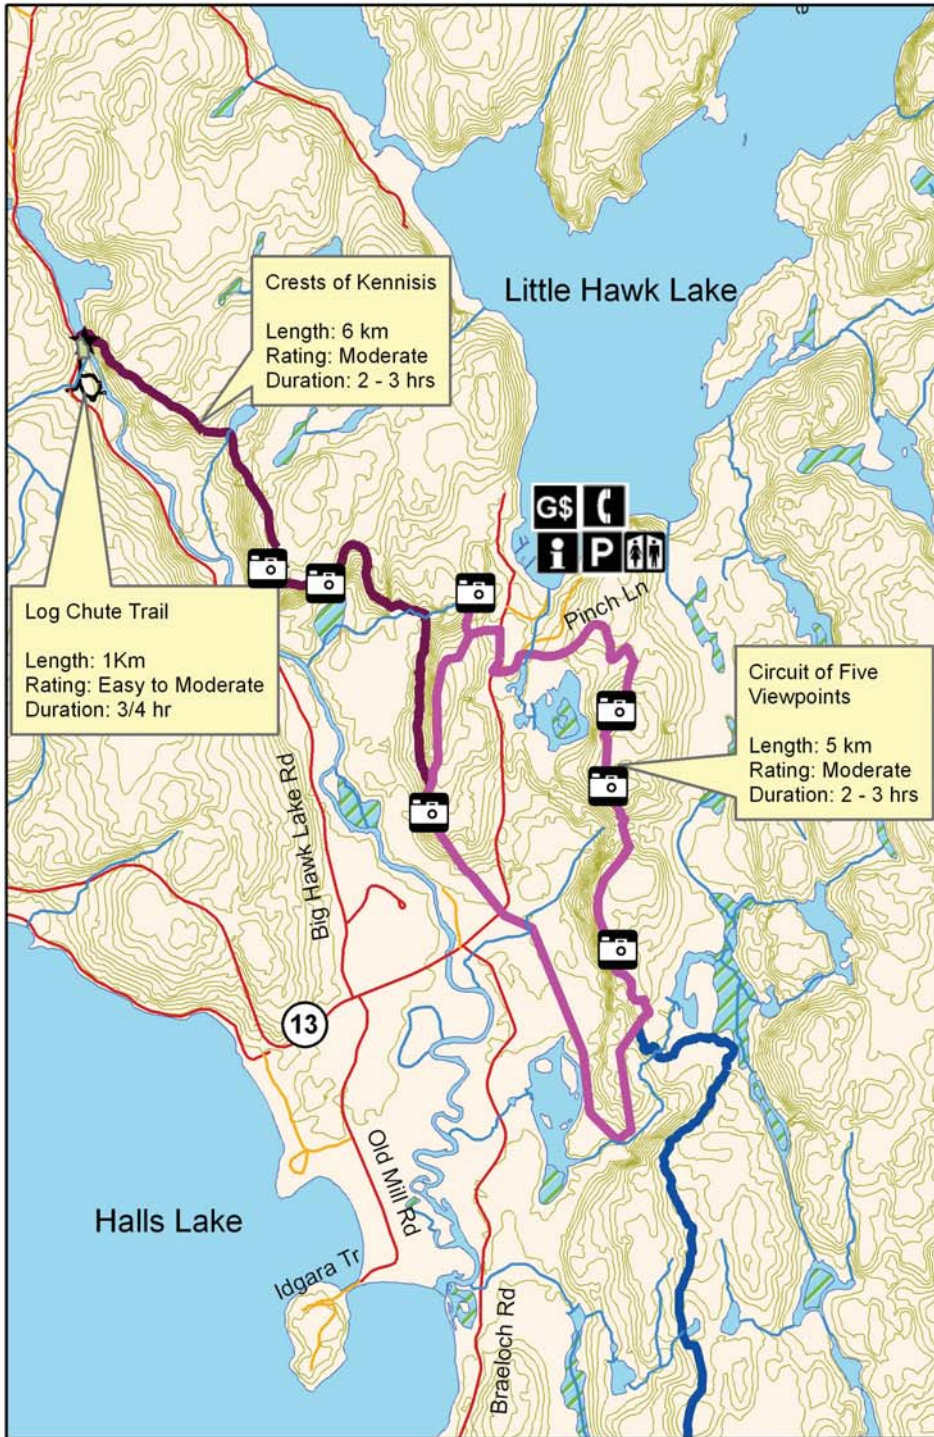 Little Hawk Lake
Crests of Kennisis
Length: 6 km
Rating: Moderate
Duration: 2 - 3 hrs
G$
i
P
Pinch Ln
Log Chute Trail
Length: 1Km
Rating: Easy to Moderate
Duration: 3/4 hr
Circuit of Five
Viewpoints
Length: 5 km
Rating: Moderate
Duration: 2 - 3 hrs
Big Hawk Lake Rd
13
Old Mill Rd
Halls Lake
Idgara Tr
Braeloch Rd